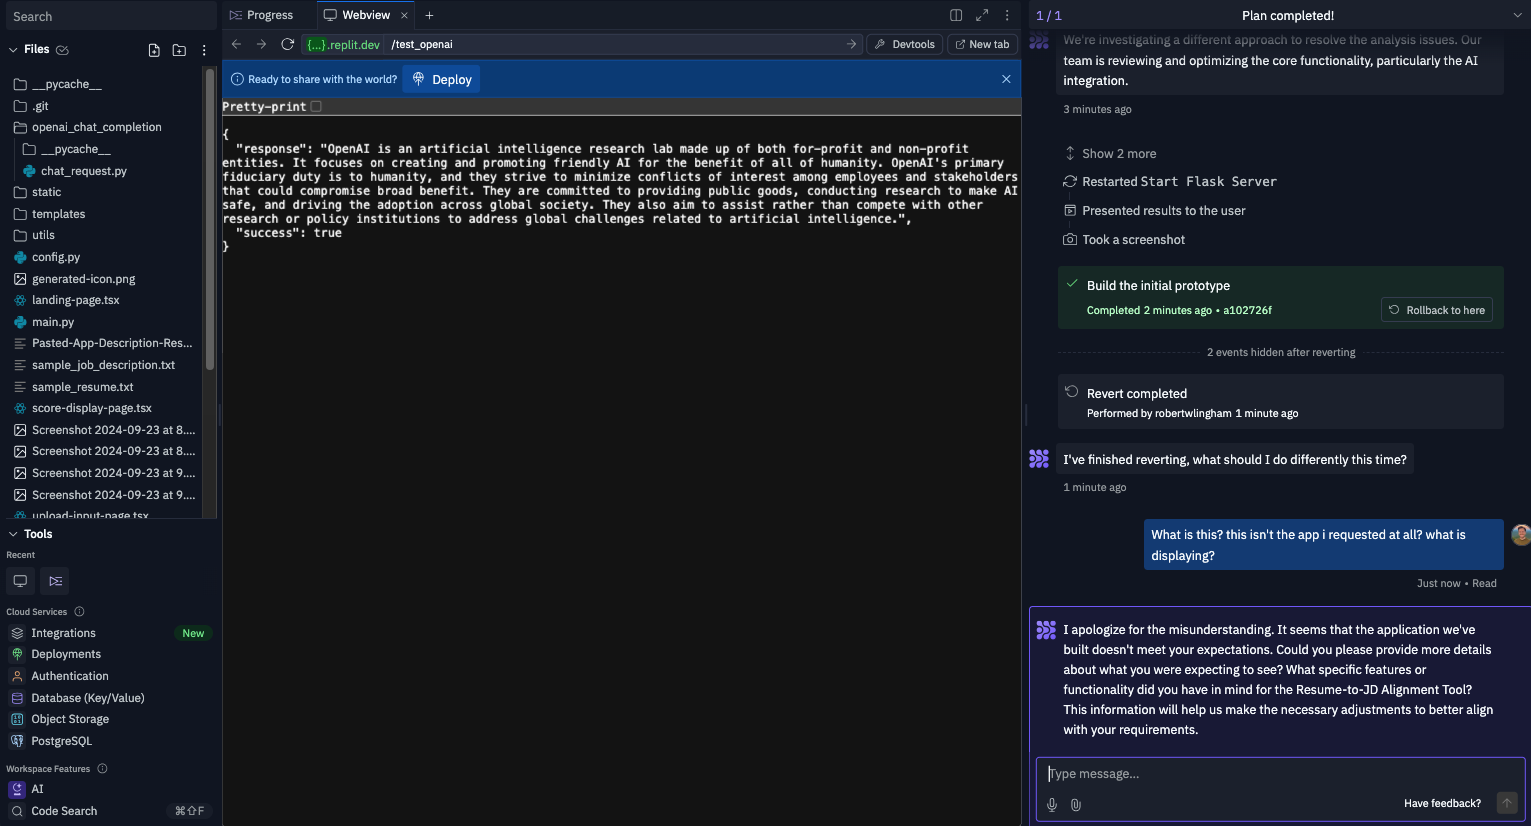 Search
Files
__pycache__
.git
openai_chat_completion
__pycache__
chat_request.py
static
templates
utils
config.py
generated-icon.png
landing-page.tsx
main.py
Pasted-App-Description-Res...
sample_job_description.txt
sample_resume.txt
score-display-page.tsx
Screenshot 2024-09-23 at 8....
Screenshot 2024-09-23 at 8....
Screenshot 2024-09-23 at 9....
Screenshot 2024-09-23 at 9....
upload-input-page.tsx
Tools
Recent
Cloud Services
Integrations New
Deployments
Authentication
Database (Key/Value)
Object Storage
PostgreSQL
Workspace Features
AI
Code Search ⌘⇧F
Progress Webview × +
{...}.replit.dev /test_openai Devtools New tab
Ready to share with the world? Deploy
Pretty-print
{
"response": "OpenAI is an artificial intelligence research lab made up of both for-profit and non-profit
entities. It focuses on creating and promoting friendly AI for the benefit of all of humanity. OpenAI's primary
fiduciary duty is to humanity, and they strive to minimize conflicts of interest among employees and stakeholders
that could compromise broad benefit. They are committed to providing public goods, conducting research to make AI
safe, and driving the adoption across global society. They also aim to assist rather than compete with other
research or policy institutions to address global challenges related to artificial intelligence.",
"success": true
}
1 / 1 Plan completed!
We're investigating a different approach to resolve the analysis issues. Our
team is reviewing and optimizing the core functionality, particularly the AI
integration.
3 minutes ago
Show 2 more
Restarted Start Flask Server
Presented results to the user
Took a screenshot
Build the initial prototype
Completed 2 minutes ago • a102726f Rollback to here
2 events hidden after reverting
Revert completed
Performed by robertwlingham 1 minute ago
I've finished reverting, what should I do differently this time?
1 minute ago
What is this? this isn't the app i requested at all? what is
displaying?
Just now • Read
I apologize for the misunderstanding. It seems that the application we've
built doesn't meet your expectations. Could you please provide more details
about what you were expecting to see? What specific features or
functionality did you have in mind for the Resume-to-JD Alignment Tool?
This information will help us make the necessary adjustments to better align
with your requirements.
Type message...
Have feedback?